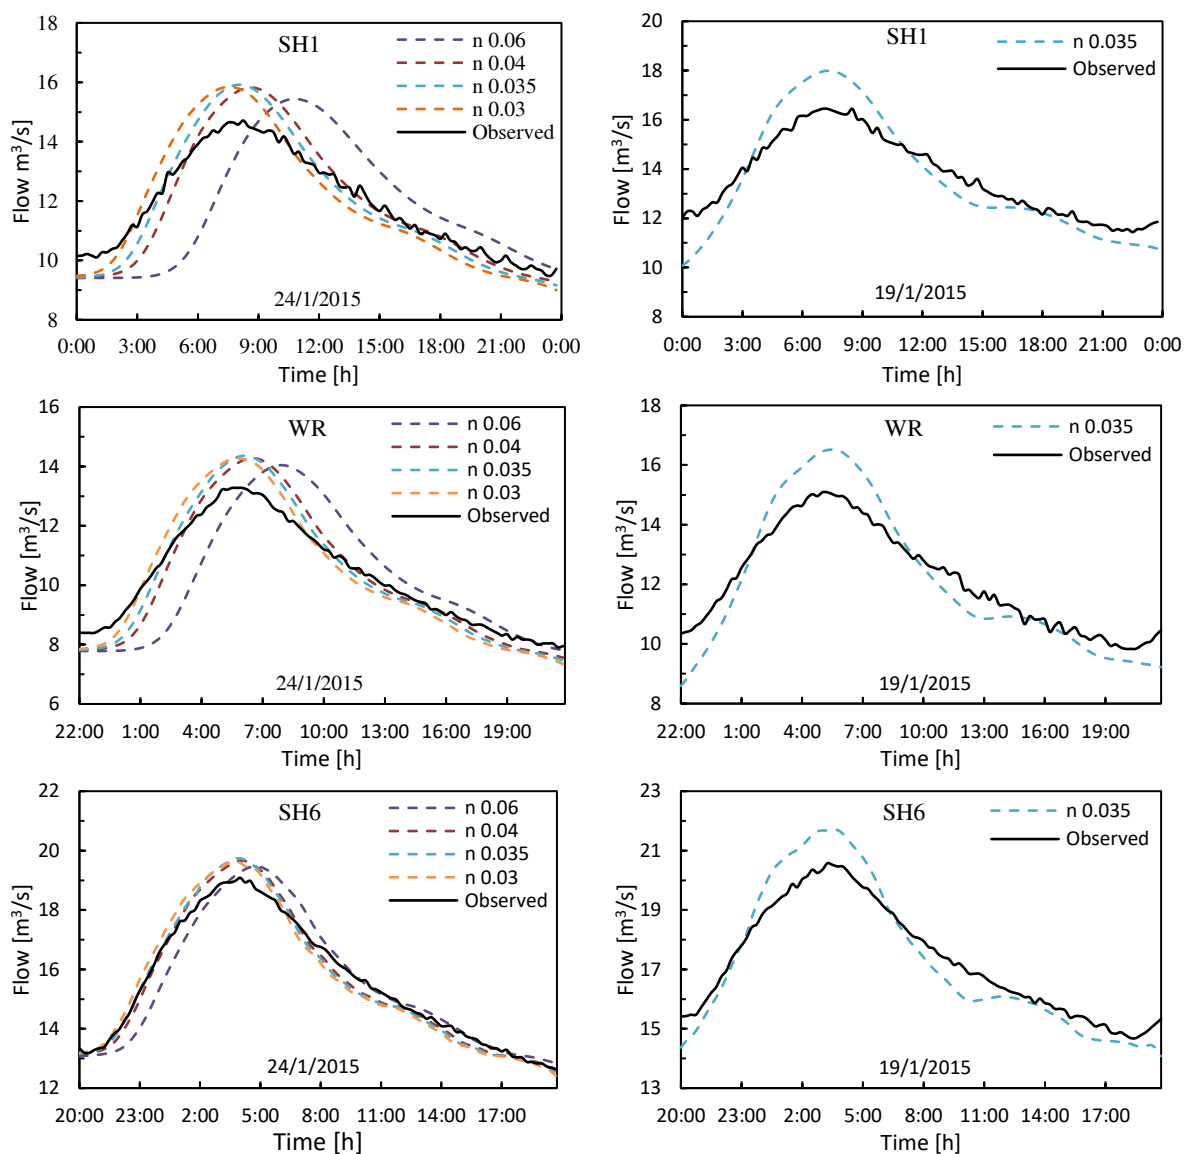 SH1
n 0.06
n 0.04
n 0.035
n 0.03
Observed
18
16
14
12
10
8
Flow m³/s
24/1/2015
0:00 3:00 6:00 9:00 12:00 15:00 18:00 21:00 0:00
Time [h]
SH1
n 0.035
Observed
20
18
16
14
12
10
8
Flow [m³/s]
19/1/2015
0:00 3:00 6:00 9:00 12:00 15:00 18:00 21:00 0:00
Time [h]
WR
n 0.06
n 0.04
n 0.035
n 0.03
Observed
16
14
12
10
8
6
Flow [m³/s]
24/1/2015
22:00 1:00 4:00 7:00 10:00 13:00 16:00 19:00
Time [h]
WR
n 0.035
Observed
18
16
14
12
10
8
Flow [m³/s]
19/1/2015
22:00 1:00 4:00 7:00 10:00 13:00 16:00 19:00
Time [h]
SH6
n 0.06
n 0.04
n 0.035
n 0.03
Observed
22
20
18
16
14
12
Flow [m³/s]
24/1/2015
20:00 23:00 2:00 5:00 8:00 11:00 14:00 17:00
Time [h]
SH6
n 0.035
Observed
23
21
19
17
15
13
Flow [m³/s]
19/1/2015
20:00 23:00 2:00 5:00 8:00 11:00 14:00 17:00
Time [h]